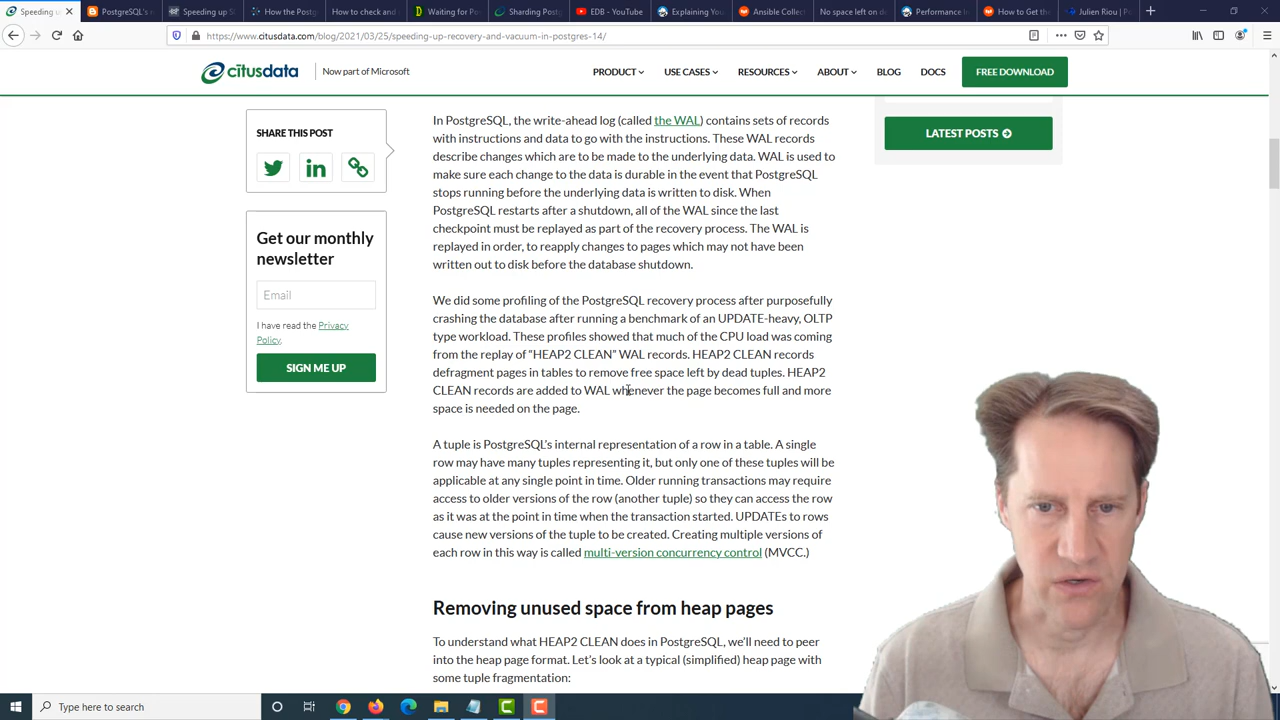 Speeding u
PostgreSQL's
Speeding up S
How the Postg
How to check and
Waiting for Po
Sharding Postg
EDB - YouTube
Explaining You
Ansible Collect
No space left on de
Performance
How to Get the
Julien Riou | P
https://www.citusdata.com/blog/2021/03/25/speeding-up-recovery-and-vacuum-in-postgres-14/
citusdata
Now part of Microsoft
PRODUCT
USE CASES
RESOURCES
ABOUT
BLOG
DOCS
FREE DOWNLOAD
SHARE THIS POST
Get our monthly
newsletter
Email
I have read the Privacy
Policy.
SIGN ME UP
In PostgreSQL, the write-ahead log (called the WAL) contains sets of records
with instructions and data to go with the instructions. These WAL records
describe changes which are to be made to the underlying data. WAL is used to
make sure each change to the data is durable in the event that PostgreSQL
stops running before the underlying data is written to disk. When
PostgreSQL restarts after a shutdown, all of the WAL since the last
checkpoint must be replayed as part of the recovery process. The WAL is
replayed in order, to reapply changes to pages which may not have been
written out to disk before the database shutdown.
We did some profiling of the PostgreSQL recovery process after purposefully
crashing the database after running a benchmark of an UPDATE-heavy, OLTP
type workload. These profiles showed that much of the CPU load was coming
from the replay of “HEAP2 CLEAN” WAL records. HEAP2 CLEAN records
defragment pages in tables to remove free space left by dead tuples. HEAP2
CLEAN records are added to WAL whenever the page becomes full and more
space is needed on the page.
A tuple is PostgreSQL’s internal representation of a row in a table. A single
row may have many tuples representing it, but only one of these tuples will be
applicable at any single point in time. Older running transactions may require
access to older versions of the row (another tuple) so they can access the row
as it was at the point in time when the transaction started. UPDATEs to rows
cause new versions of the tuple to be created. Creating multiple versions of
each row in this way is called multi-version concurrency control (MVCC.)
Removing unused space from heap pages
To understand what HEAP2 CLEAN does in PostgreSQL, we’ll need to peer
into the heap page format. Let’s look at a typical (simplified) heap page with
some tuple fragmentation:
LATEST POSTS
Type here to search